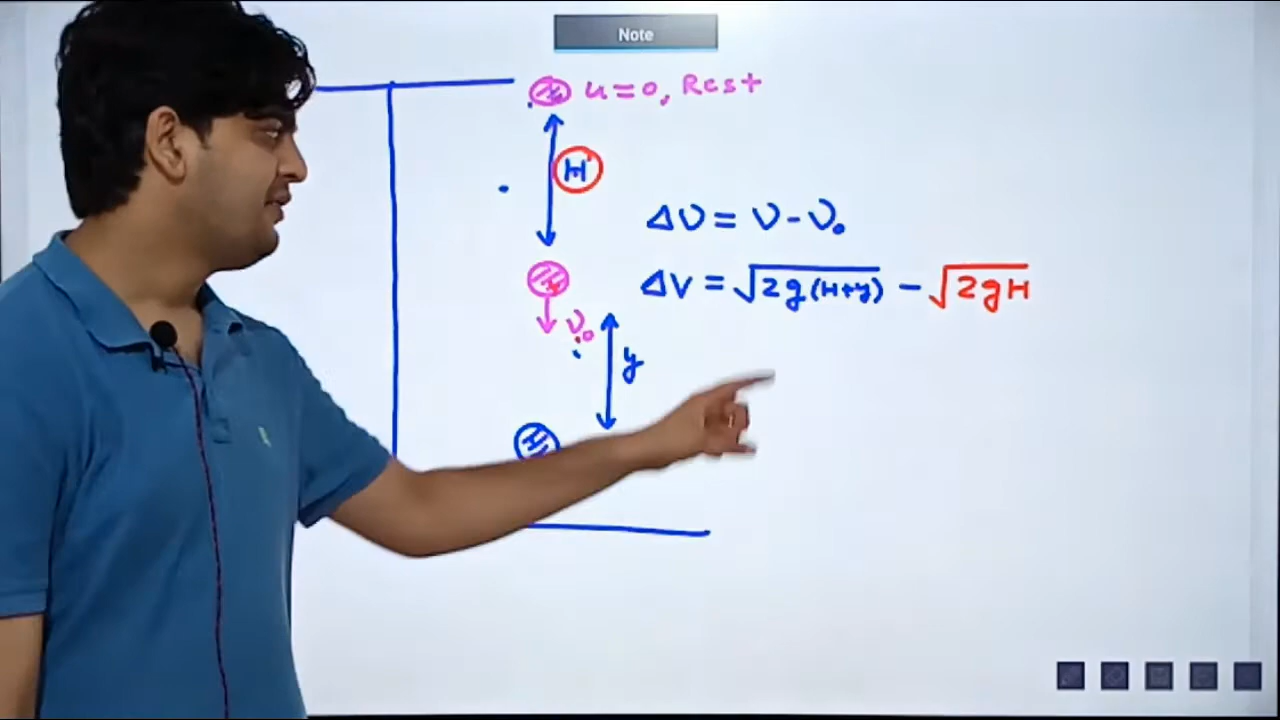 Note
u=0, Rest
H
ΔV = V - V₀
ΔV = √2g(H+y) - √2gH
V₀
y